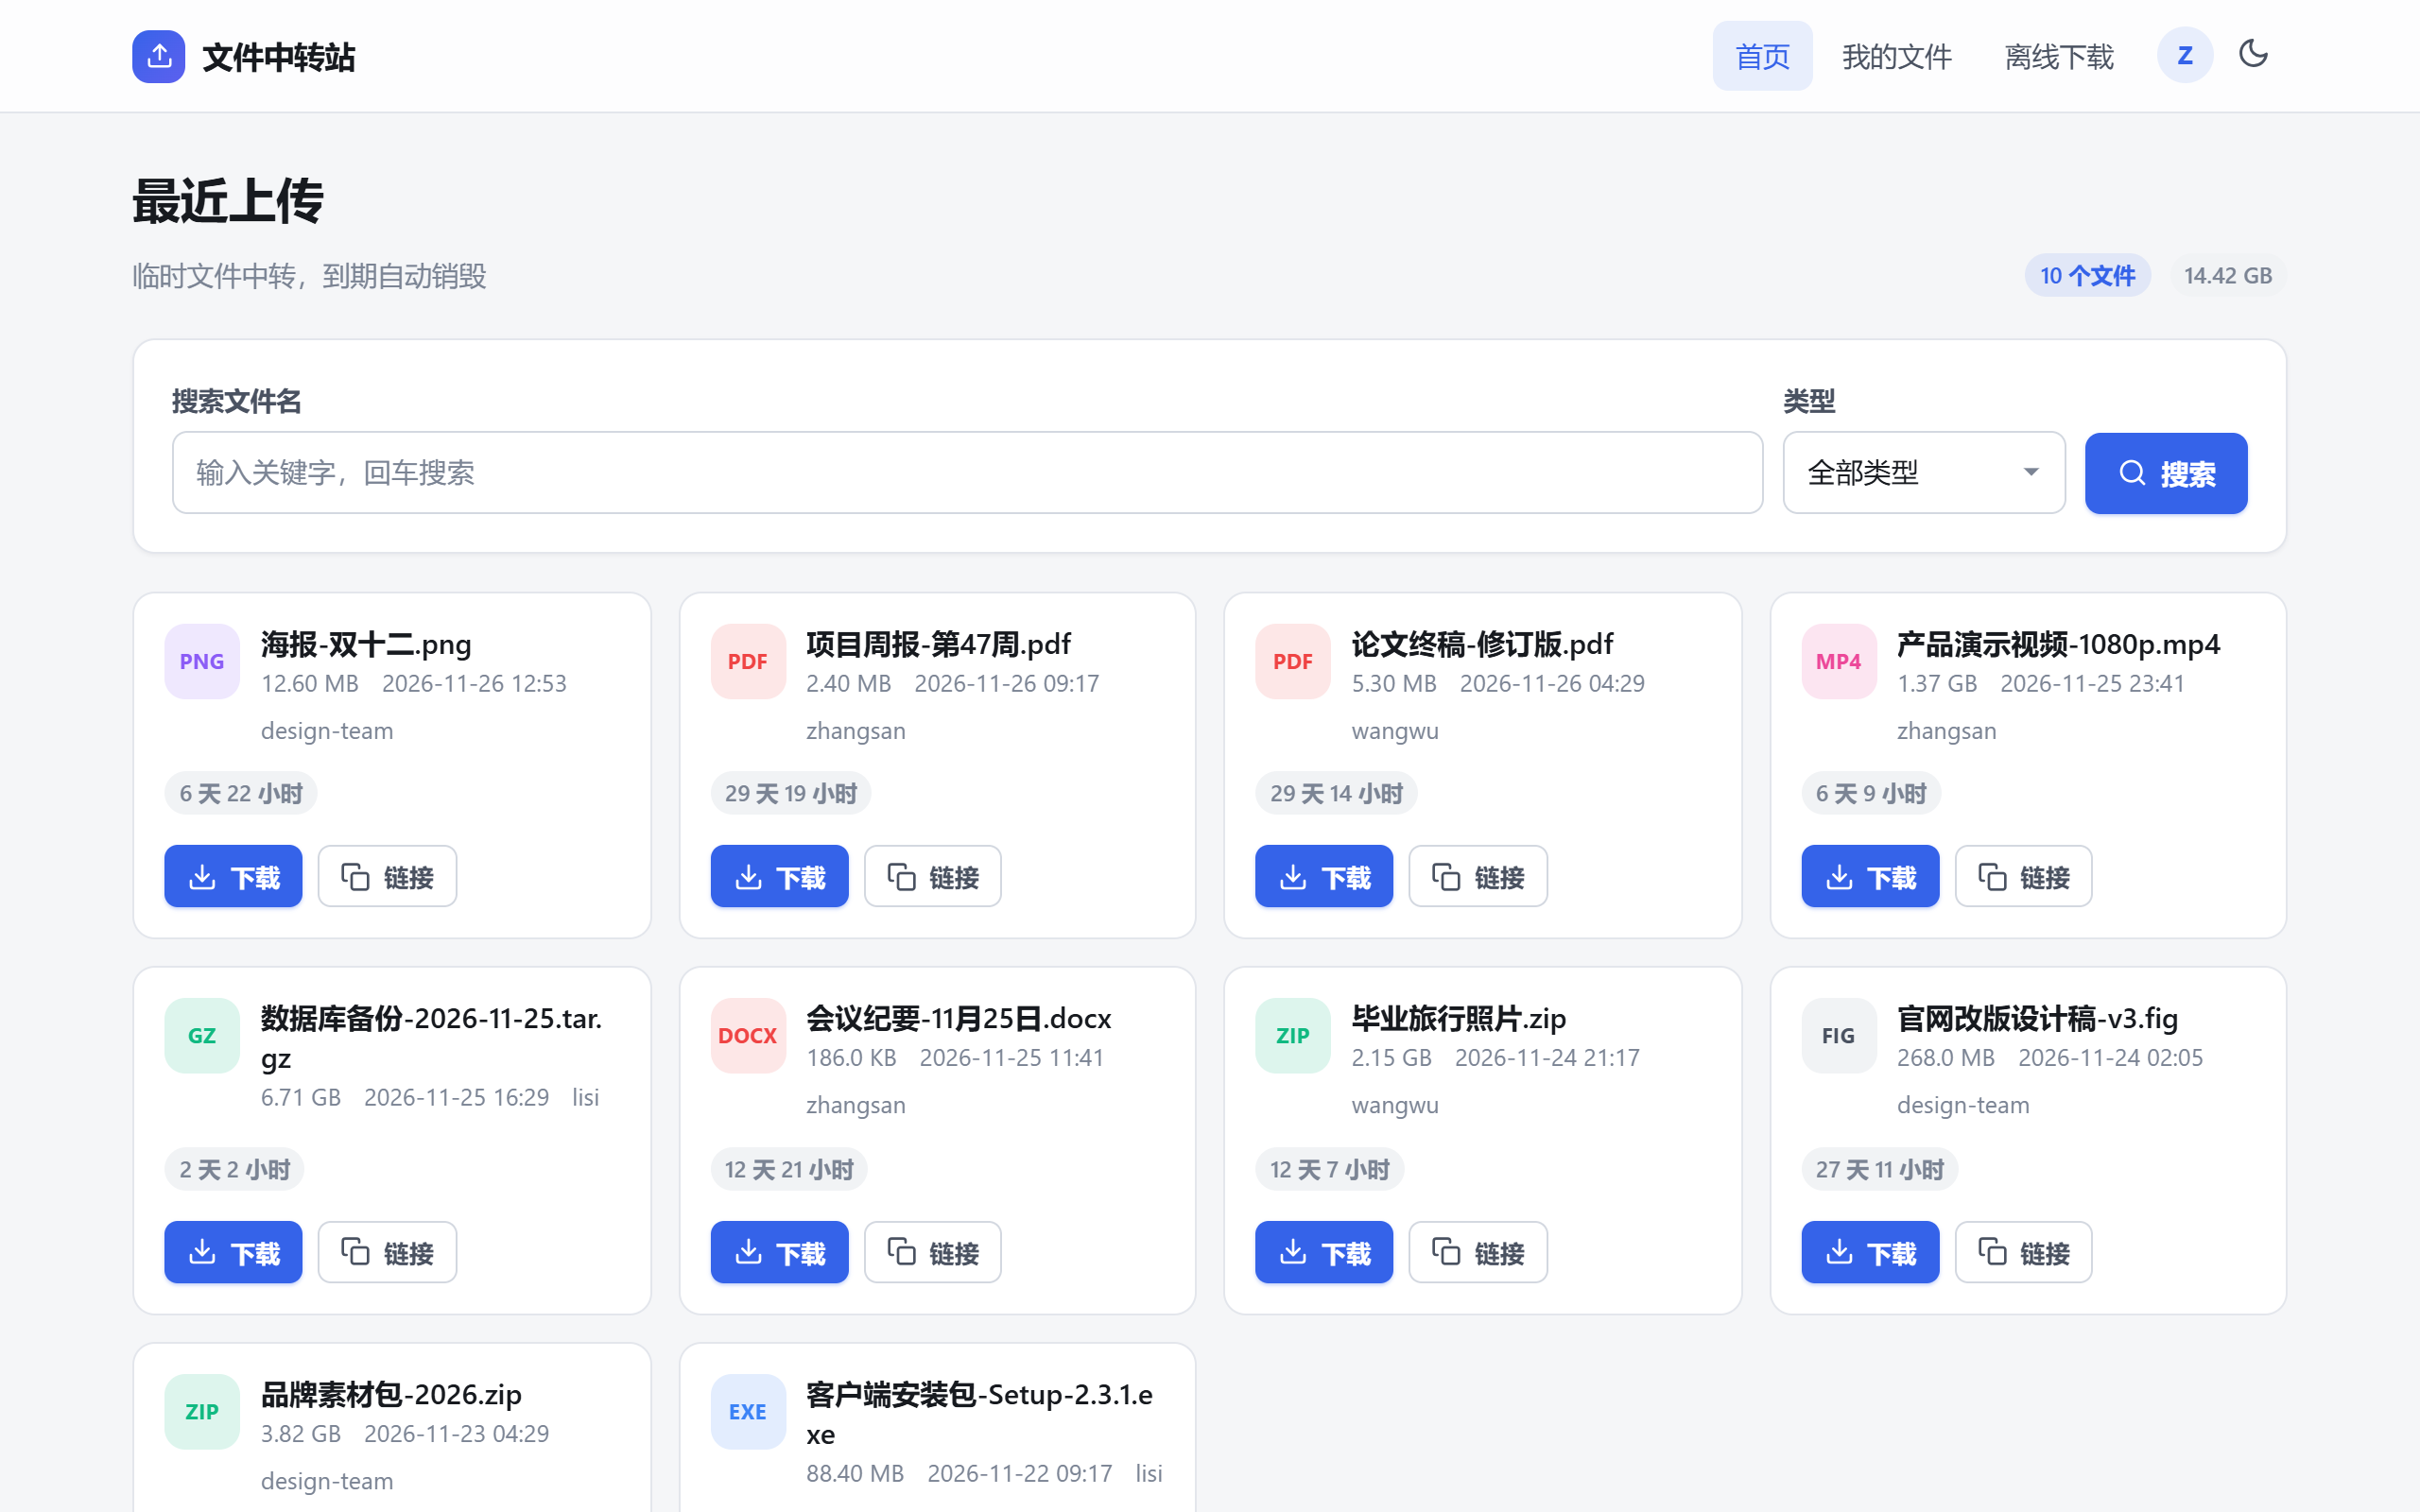 文件中转站
首页 我的文件 离线下载 Z
最近上传
临时文件中转，到期自动销毁
10 个文件 14.42 GB
搜索文件名
类型
输入关键字，回车搜索
全部类型
搜索
PNG
海报-双十二.png
12.60 MB 2026-11-26 12:53
design-team
6 天 22 小时
下载 链接
PDF
项目周报-第47周.pdf
2.40 MB 2026-11-26 09:17
zhangsan
29 天 19 小时
下载 链接
PDF
论文终稿-修订版.pdf
5.30 MB 2026-11-26 04:29
wangwu
29 天 14 小时
下载 链接
MP4
产品演示视频-1080p.mp4
1.37 GB 2026-11-25 23:41
zhangsan
6 天 9 小时
下载 链接
GZ
数据库备份-2026-11-25.tar.
gz
6.71 GB 2026-11-25 16:29 lisi
2 天 2 小时
下载 链接
DOCX
会议纪要-11月25日.docx
186.0 KB 2026-11-25 11:41
zhangsan
12 天 21 小时
下载 链接
ZIP
毕业旅行照片.zip
2.15 GB 2026-11-24 21:17
wangwu
12 天 7 小时
下载 链接
FIG
官网改版设计稿-v3.fig
268.0 MB 2026-11-24 02:05
design-team
27 天 11 小时
下载 链接
ZIP
品牌素材包-2026.zip
3.82 GB 2026-11-23 04:29
design-team
EXE
客户端安装包-Setup-2.3.1.e
xe
88.40 MB 2026-11-22 09:17 lisi